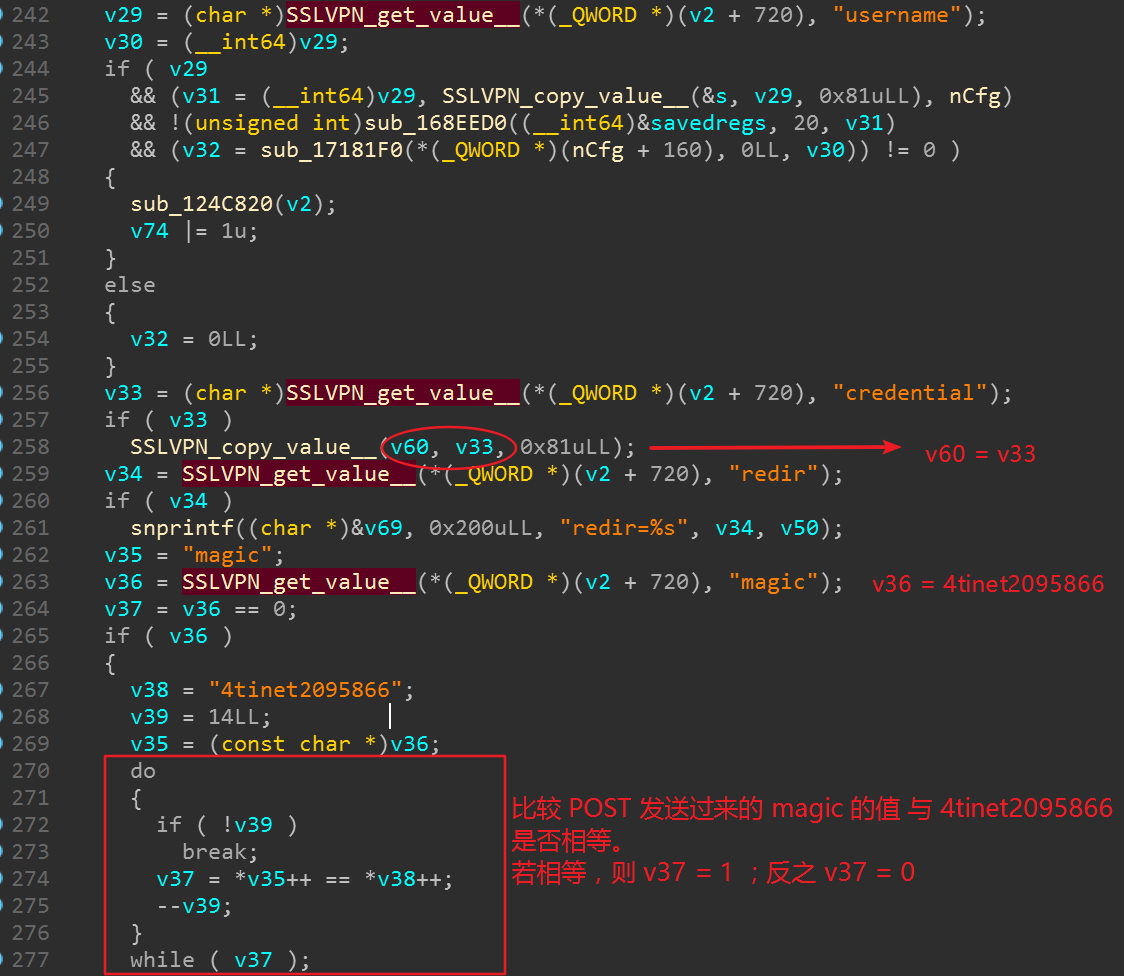 242 v29 = (char *)SSLVPN_get_value__(*(_QWORD *)(v2 + 720), "username");
243 v30 = (__int64)v29;
244 if ( v29
245 && (v31 = (__int64)v29, SSLVPN_copy_value__(&s, v29, 0x81uLL), nCfg)
246 && !(unsigned int)sub_168EED0((__int64)&savedregs, 20, v31)
247 && (v32 = sub_17181F0(*(_QWORD *)(nCfg + 160), 0LL, v30)) != 0 )
248 {
249 sub_124C820(v2);
250 v74 |= 1u;
251 }
252 else
253 {
254 v32 = 0LL;
255 }
256 v33 = (char *)SSLVPN_get_value__(*(_QWORD *)(v2 + 720), "credential");
257 if ( v33 )
258 SSLVPN_copy_value__(v60, v33, 0x81uLL); v60 = v33
259 v34 = SSLVPN_get_value__(*(_QWORD *)(v2 + 720), "redir");
260 if ( v34 )
261 snprintf((char *)&v69, 0x200uLL, "redir=%s", v34, v50);
262 v35 = "magic";
263 v36 = SSLVPN_get_value__(*(_QWORD *)(v2 + 720), "magic"); v36 = 4tinet2095866
264 v37 = v36 == 0;
265 if ( v36 )
266 {
267 v38 = "4tinet2095866";
268 v39 = 14LL;
269 v35 = (const char *)v36;
270 do
271 {
272 if ( !v39 )
273 break;
274 v37 = *v35++ == *v38++;
275 --v39;
276 }
277 while ( v37 );
比较 POST 发送过来的 magic 的值 与 4tinet2095866
是否相等。
若相等，则 v37 = 1 ；反之 v37 = 0